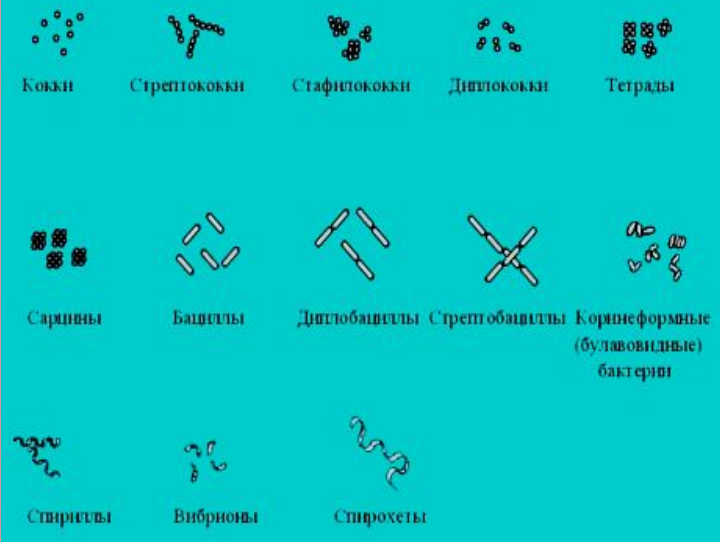 Кокки Стрептококки Стафилококки Диплококки Тетрады
Сарцины Бациллы Диплобациллы Стрептобациллы Коринеформные
(булавовидные)
бактерии
Спириллы Вибрионы Спирохеты